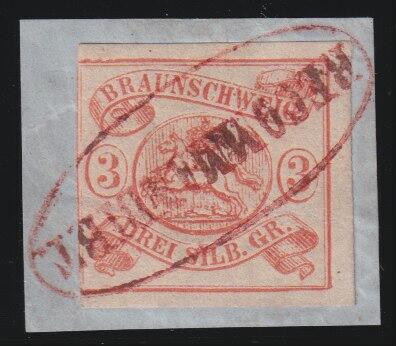 BRAUNSCHWEIG
3 3
DREI SILB. GR.